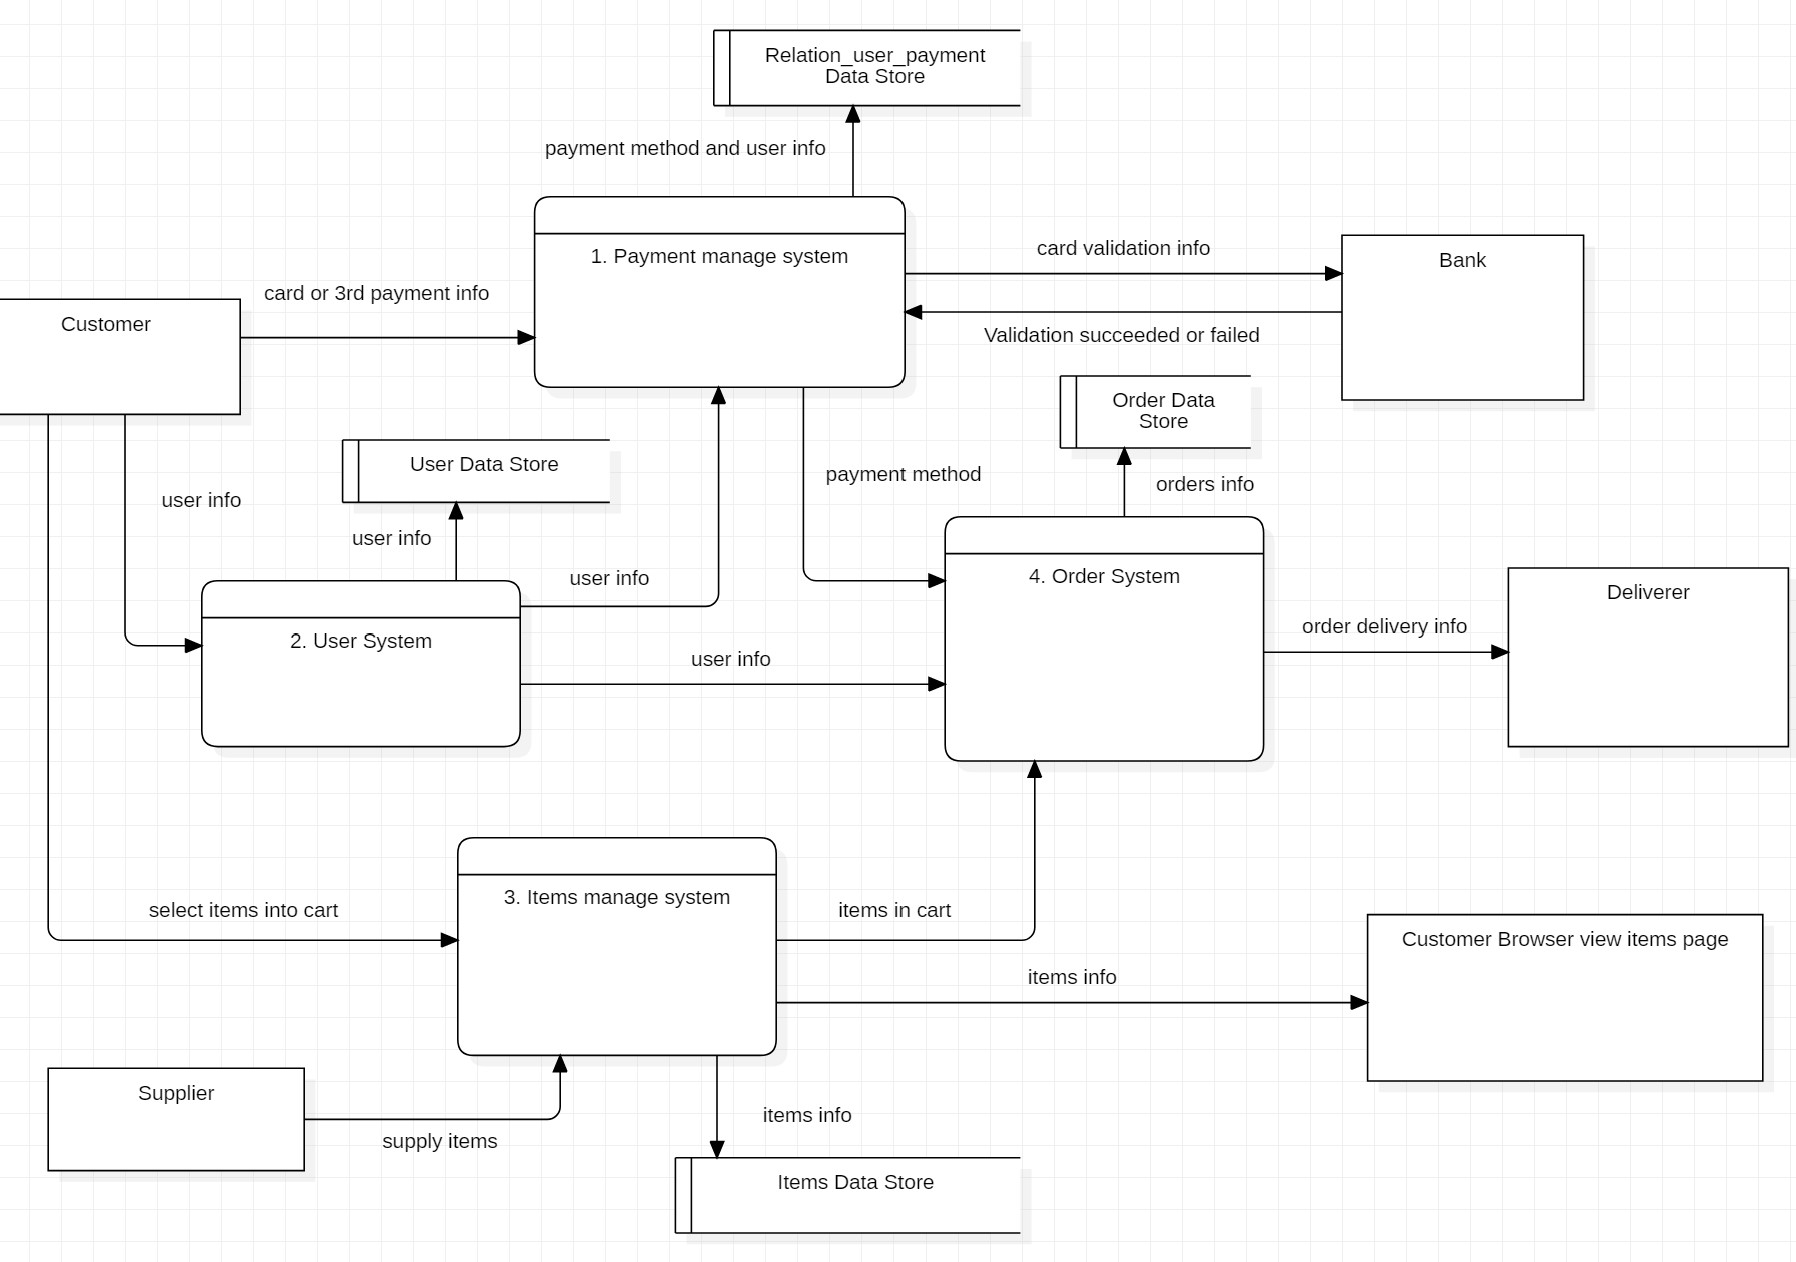 Relation_user_payment
Data Store
payment method and user info
1. Payment manage system
card validation info
Bank
card or 3rd payment info
Customer
Validation succeeded or failed
Order Data
Store
User Data Store
payment method
orders info
user info
user info
user info
4. Order System
Deliverer
order delivery info
2. User System
user info
3. Items manage system
select items into cart
items in cart
Customer Browser view items page
items info
Supplier
items info
supply items
Items Data Store